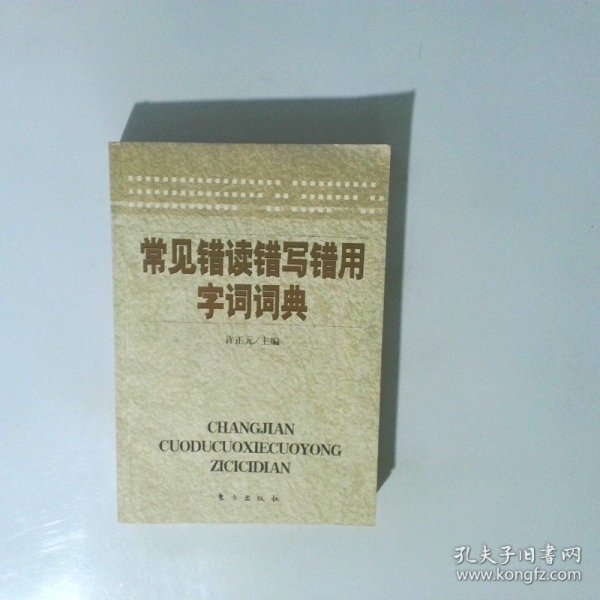 常见错读错写错用
字词词典
许正元/主编
CHANGJIAN
CUODUCUOXIECUOYONG
ZICICIDIAN
东方出版社
孔夫子旧书网
www.kongfz.com